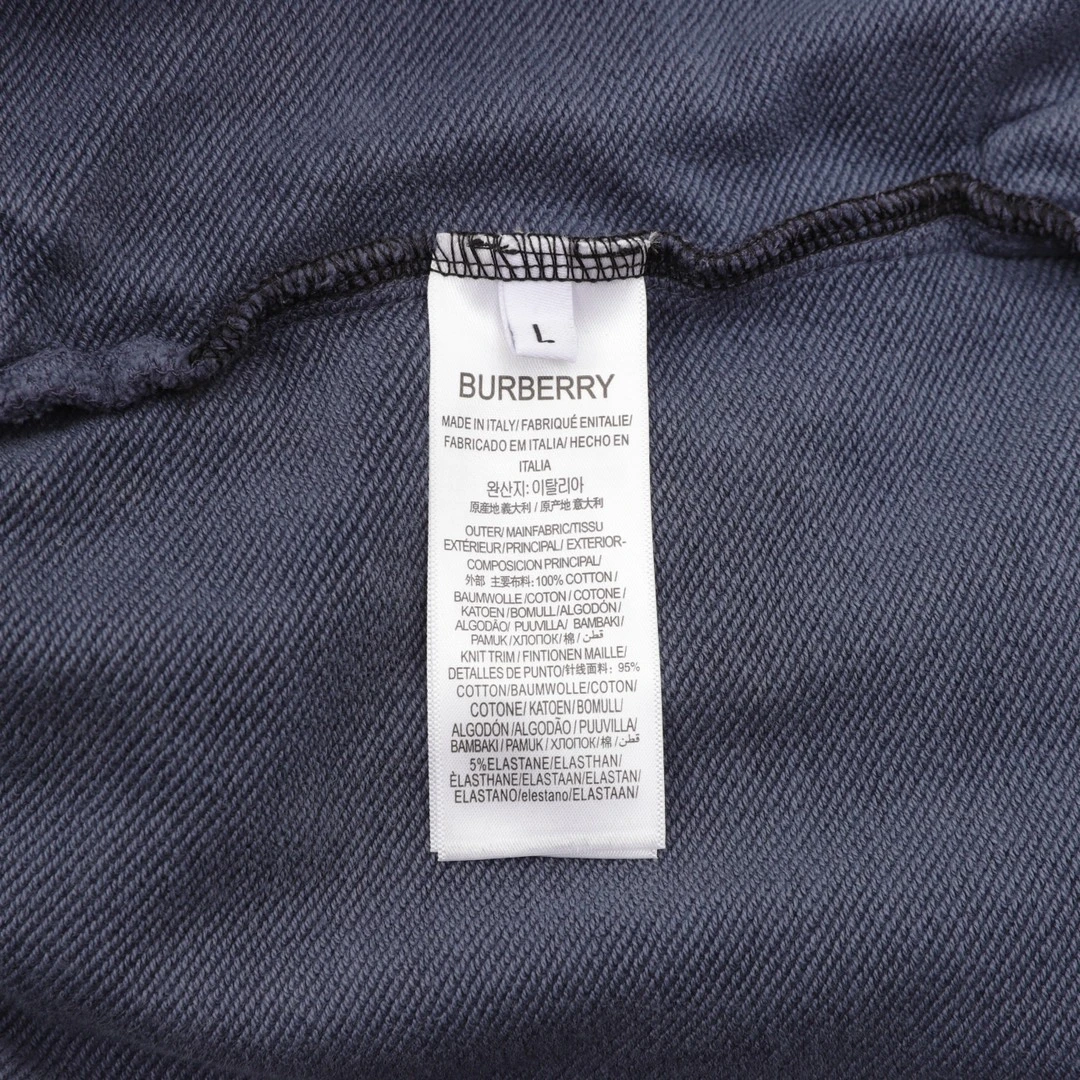 L
BURBERRY
MADE IN ITALY/ FABRIQUÉ ENITALIE/
FABRICADO EM ITALIA/ HECHO EN
ITALIA
완산지: 이탈리아
原産地 義大利 / 原产地 意大利
OUTER/ MAINFABRIC/TISSU
EXTÉRIEUR/PRINCIPAL/ EXTERIOR-
COMPOSICION PRINCIPAL/
外部 主要布料: 100% COTTON /
BAUMWOLLE /COTON / COTONE /
KATOEN / BOMULL/ALGODÓN/
ALGODÃO/ PUUVILLA/ BAMBAKI/
PAMUK / ХЛОПОК/ 棉 / قطن
KNIT TRIM / FINTIONEN MAILLE/
DETALLES DE PUNTO/针线面料: 95%
COTTON/BAUMWOLLE/COTON/
COTONE/ KATOEN/ BOMULL/
ALGODÓN /ALGODÃO / PUUVILLA/
BAMBAKI / PAMUK / ХЛОПОК/ 棉 / قطن/
5%ELASTANE/ELASTHAN/
ÈLASTHANE/ELASTAAN/ELASTAN/
ELASTANO/elestano/ELASTAAN/